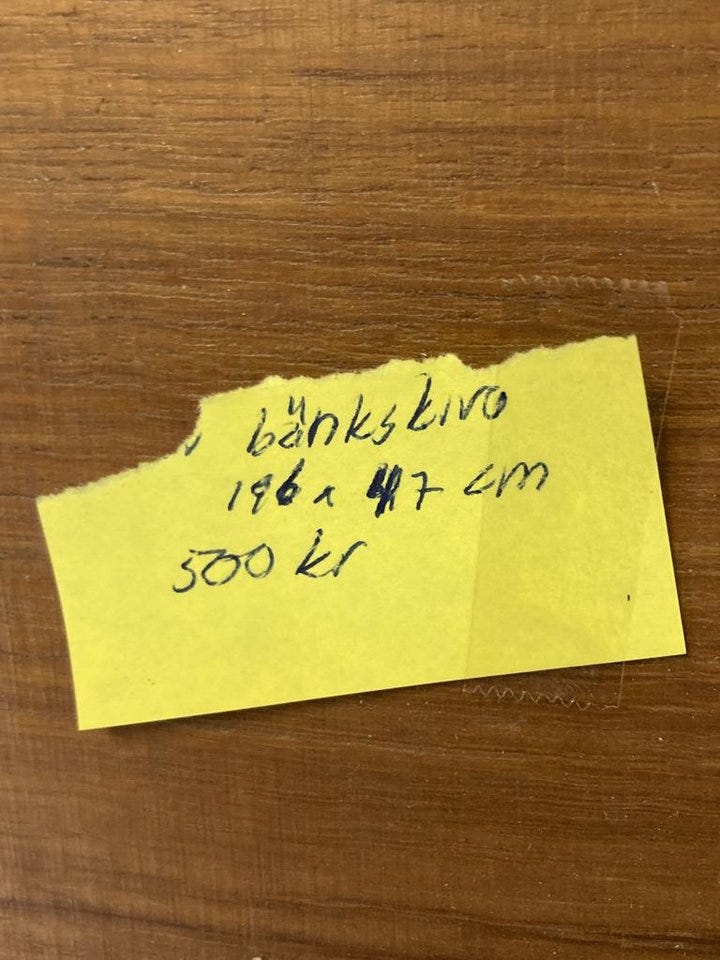 bänkskiva
196 x 47 cm
500 kr